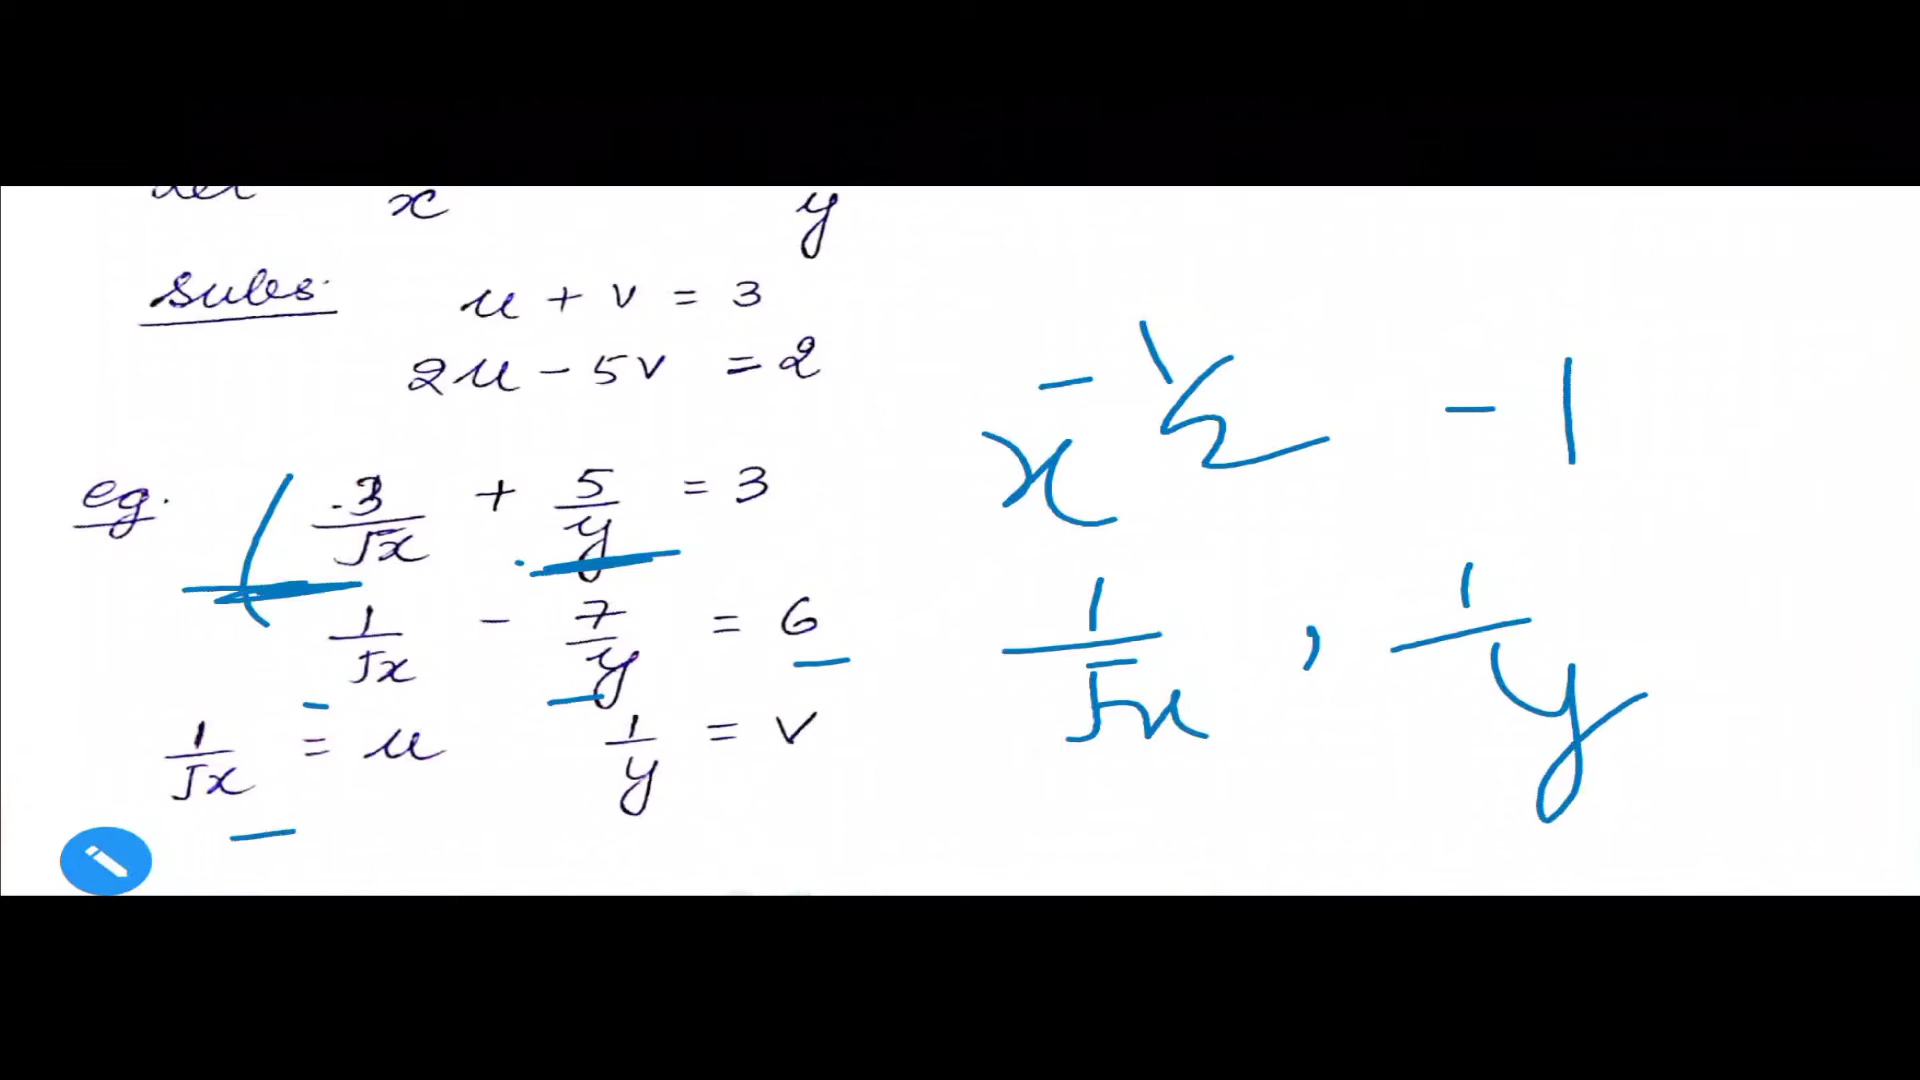 x y
subs. u + v = 3
2u - 5v = 2
eg. 3/√x + 5/y = 3
1/√x - 7/y = 6
1/√x = u 1/y = v
x^-1/2 -1
1/√x , 1/y